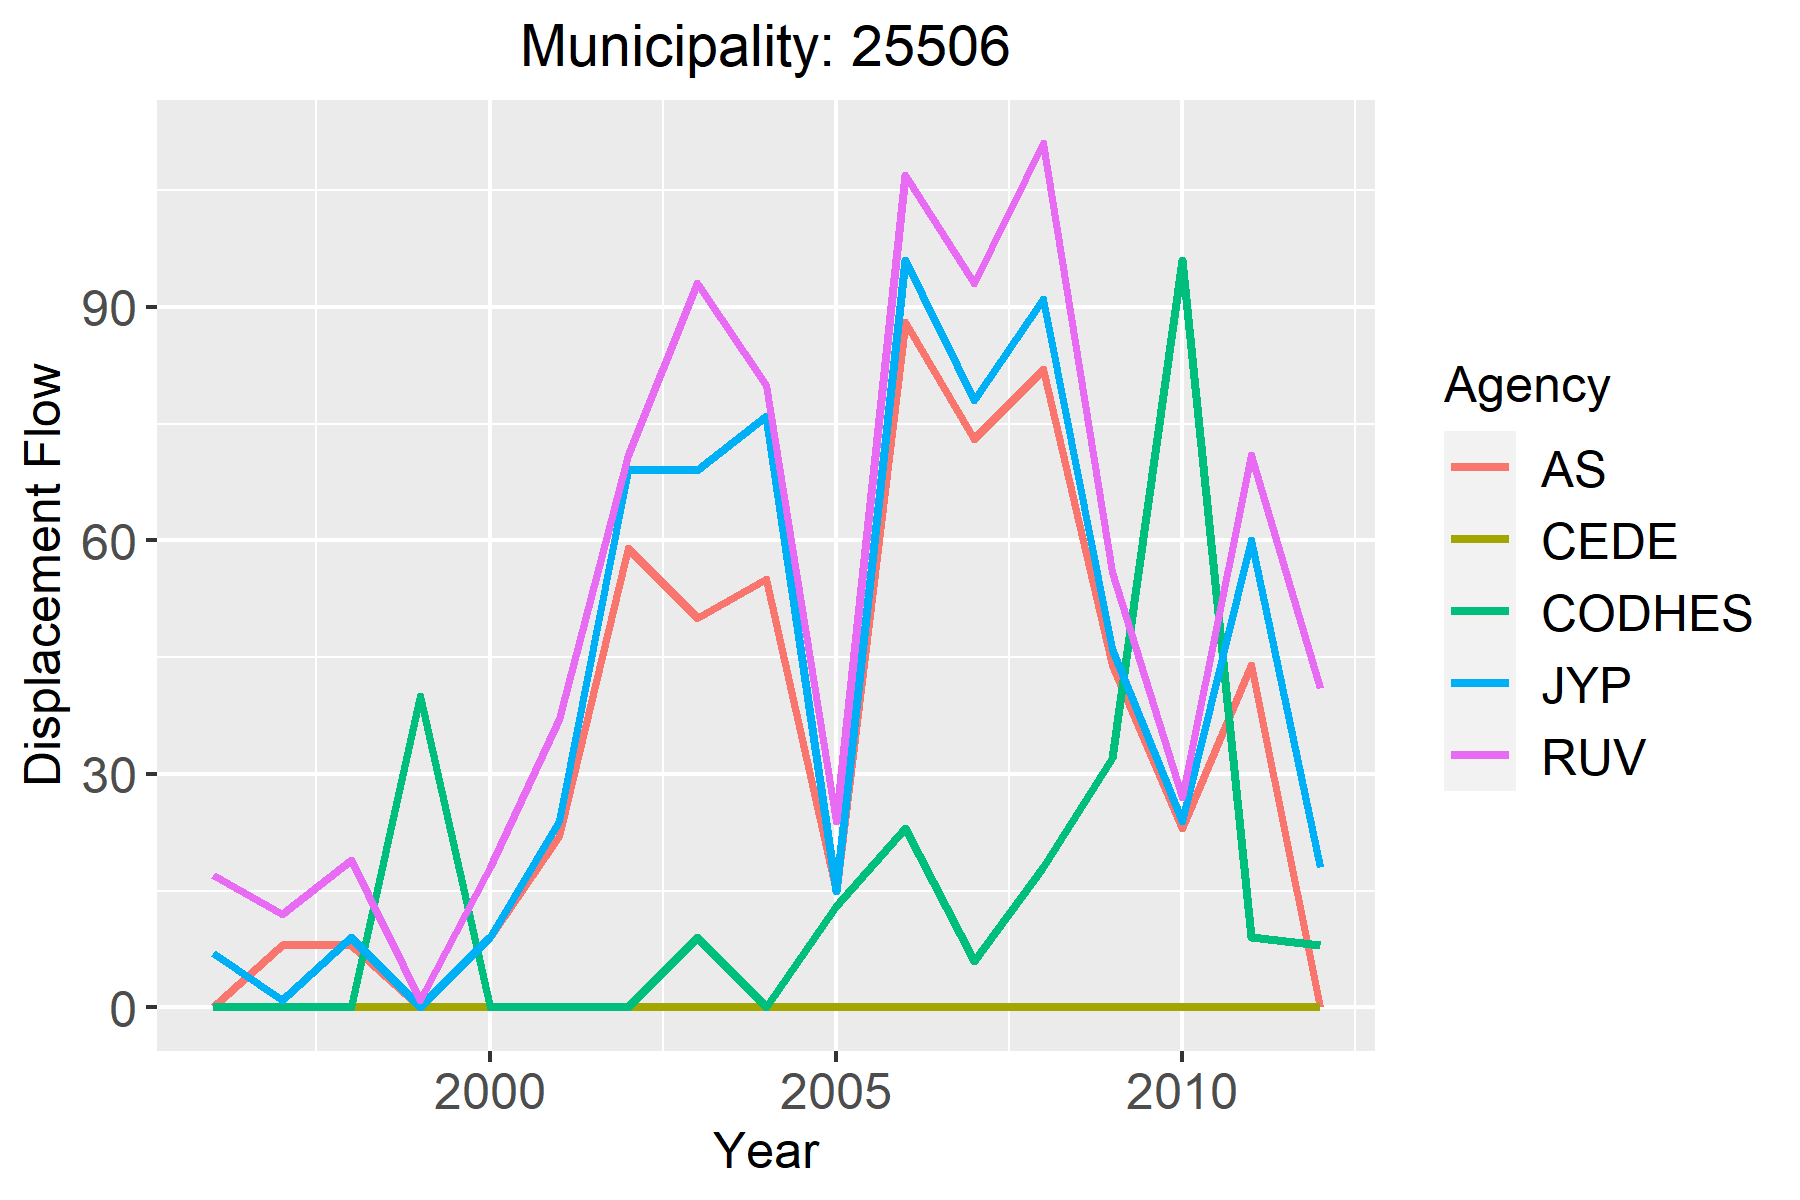 Municipality: 25506
Displacement Flow
90
60
30
0
2000 2005 2010
Year
Agency
AS
CEDE
CODHES
JYP
RUV